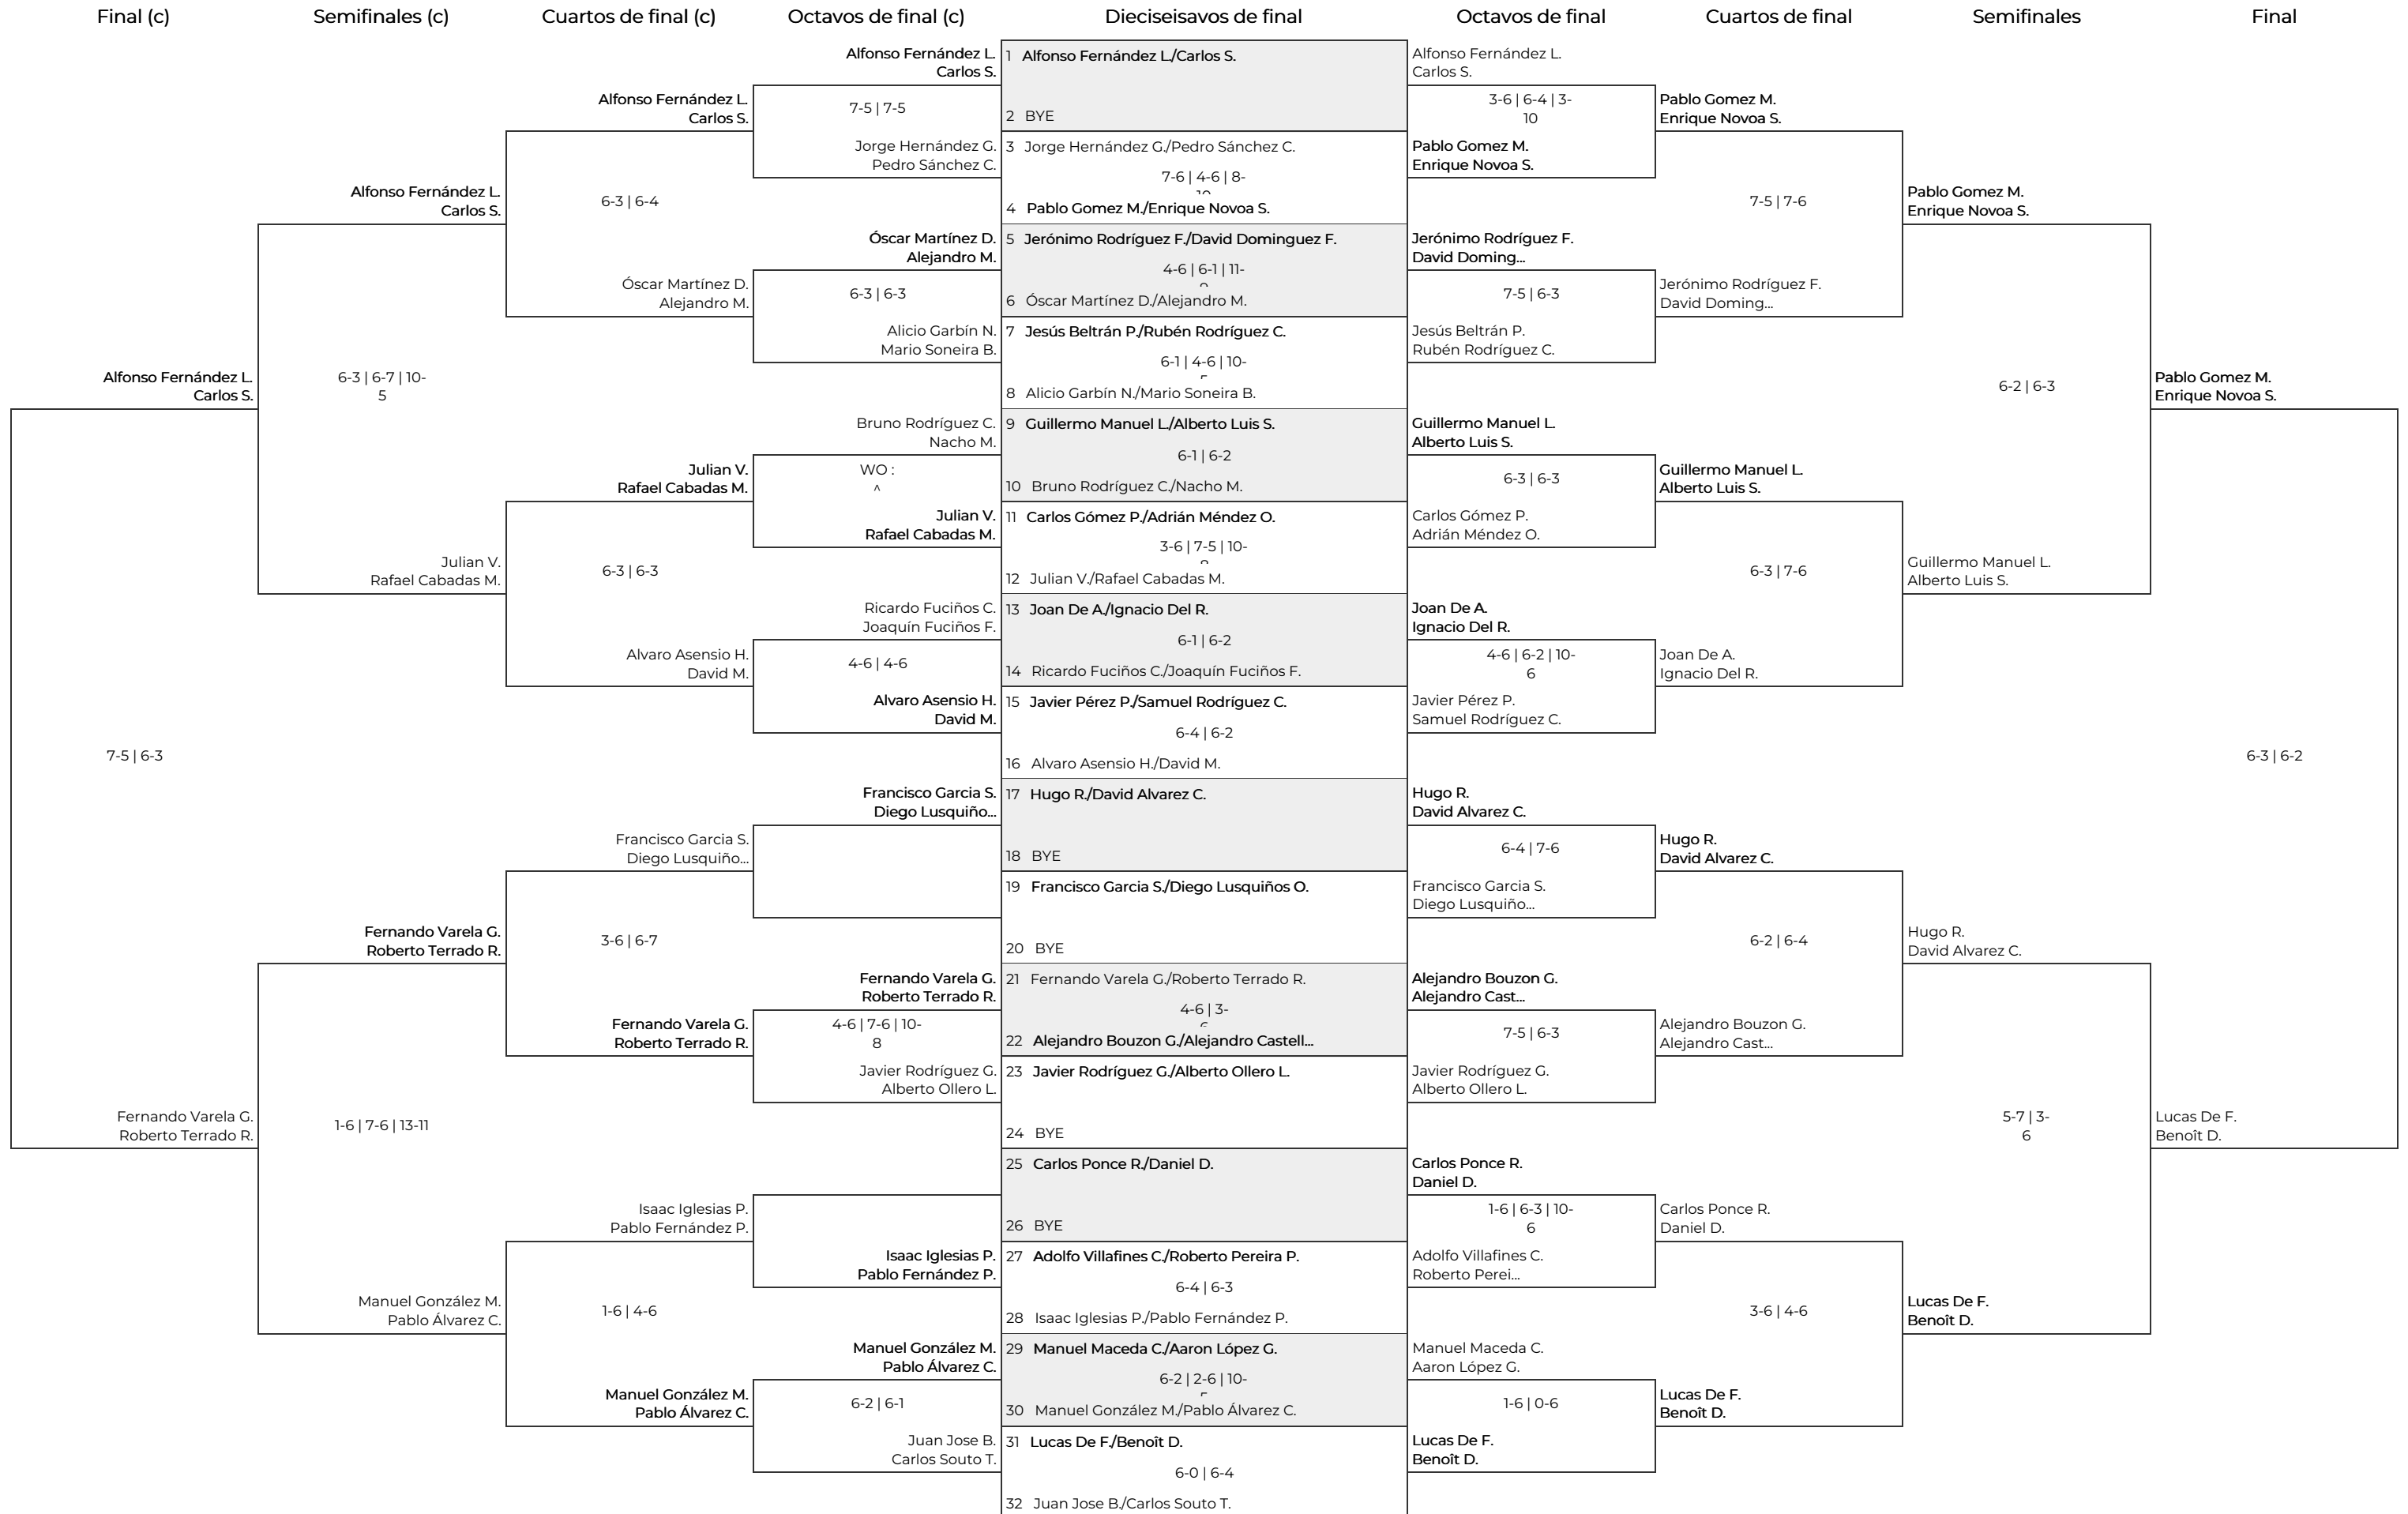 Final (c)
Semifinales (c)
Cuartos de final (c)
Octavos de final (c)
Dieciseisavos de final
Octavos de final
Cuartos de final
Semifinales
Final
Alfonso Fernández L.
Carlos S.
6-3 | 6-7 | 10-
5
7-5 | 6-3
Fernando Varela G.
Roberto Terrado R.
1-6 | 7-6 | 13-11
Alfonso Fernández L.
Carlos S.
Julian V.
Rafael Cabadas M.
Fernando Varela G.
Roberto Terrado R.
Manuel González M.
Pablo Álvarez C.
Alfonso Fernández L.
Carlos S.
6-3 | 6-4
Óscar Martínez D.
Alejandro M.
Julian V.
Rafael Cabadas M.
6-3 | 6-3
Alvaro Asensio H.
David M.
Francisco Garcia S.
Diego Lusquiño...
3-6 | 6-7
Fernando Varela G.
Roberto Terrado R.
Isaac Iglesias P.
Pablo Fernández P.
1-6 | 4-6
Manuel González M.
Pablo Álvarez C.
Alfonso Fernández L.
Carlos S.
7-5 | 7-5
Jorge Hernández G.
Pedro Sánchez C.
Óscar Martínez D.
Alejandro M.
6-3 | 6-3
Alicio Garbín N.
Mario Soneira B.
Bruno Rodríguez C.
Nacho M.
WO :
^
Julian V.
Rafael Cabadas M.
Ricardo Fuciños C.
Joaquín Fuciños F.
4-6 | 4-6
Alvaro Asensio H.
David M.
Francisco Garcia S.
Diego Lusquiño...
Fernando Varela G.
Roberto Terrado R.
4-6 | 7-6 | 10-
8
Javier Rodríguez G.
Alberto Ollero L.
Isaac Iglesias P.
Pablo Fernández P.
Manuel González M.
Pablo Álvarez C.
6-2 | 6-1
Juan Jose B.
Carlos Souto T.
1 Alfonso Fernández L./Carlos S.
2 BYE
3 Jorge Hernández G./Pedro Sánchez C.
7-6 | 4-6 | 8-
4 Pablo Gomez M./Enrique Novoa S.
5 Jerónimo Rodríguez F./David Dominguez F.
4-6 | 6-1 | 11-
6 Óscar Martínez D./Alejandro M.
7 Jesús Beltrán P./Rubén Rodríguez C.
6-1 | 4-6 | 10-
8 Alicio Garbín N./Mario Soneira B.
9 Guillermo Manuel L./Alberto Luis S.
6-1 | 6-2
10 Bruno Rodríguez C./Nacho M.
11 Carlos Gómez P./Adrián Méndez O.
3-6 | 7-5 | 10-
12 Julian V./Rafael Cabadas M.
13 Joan De A./Ignacio Del R.
6-1 | 6-2
14 Ricardo Fuciños C./Joaquín Fuciños F.
15 Javier Pérez P./Samuel Rodríguez C.
6-4 | 6-2
16 Alvaro Asensio H./David M.
17 Hugo R./David Alvarez C.
18 BYE
19 Francisco Garcia S./Diego Lusquiños O.
20 BYE
21 Fernando Varela G./Roberto Terrado R.
4-6 | 3-
22 Alejandro Bouzon G./Alejandro Castell...
23 Javier Rodríguez G./Alberto Ollero L.
24 BYE
25 Carlos Ponce R./Daniel D.
26 BYE
27 Adolfo Villafines C./Roberto Pereira P.
6-4 | 6-3
28 Isaac Iglesias P./Pablo Fernández P.
29 Manuel Maceda C./Aaron López G.
6-2 | 2-6 | 10-
30 Manuel González M./Pablo Álvarez C.
31 Lucas De F./Benoît D.
6-0 | 6-4
32 Juan Jose B./Carlos Souto T.
Alfonso Fernández L.
Carlos S.
3-6 | 6-4 | 3-
10
Pablo Gomez M.
Enrique Novoa S.
Jerónimo Rodríguez F.
David Doming...
7-5 | 6-3
Jesús Beltrán P.
Rubén Rodríguez C.
Guillermo Manuel L.
Alberto Luis S.
6-3 | 6-3
Carlos Gómez P.
Adrián Méndez O.
Joan De A.
Ignacio Del R.
4-6 | 6-2 | 10-
6
Javier Pérez P.
Samuel Rodríguez C.
Hugo R.
David Alvarez C.
6-4 | 7-6
Francisco Garcia S.
Diego Lusquiño...
Alejandro Bouzon G.
Alejandro Cast...
7-5 | 6-3
Javier Rodríguez G.
Alberto Ollero L.
Carlos Ponce R.
Daniel D.
1-6 | 6-3 | 10-
6
Adolfo Villafines C.
Roberto Perei...
Manuel Maceda C.
Aaron López G.
1-6 | 0-6
Lucas De F.
Benoît D.
Pablo Gomez M.
Enrique Novoa S.
7-5 | 7-6
Jerónimo Rodríguez F.
David Doming...
Guillermo Manuel L.
Alberto Luis S.
6-3 | 7-6
Joan De A.
Ignacio Del R.
Hugo R.
David Alvarez C.
6-2 | 6-4
Alejandro Bouzon G.
Alejandro Cast...
Carlos Ponce R.
Daniel D.
3-6 | 4-6
Lucas De F.
Benoît D.
Pablo Gomez M.
Enrique Novoa S.
6-2 | 6-3
Guillermo Manuel L.
Alberto Luis S.
Hugo R.
David Alvarez C.
5-7 | 3-
6
Lucas De F.
Benoît D.
Pablo Gomez M.
Enrique Novoa S.
6-3 | 6-2
Lucas De F.
Benoît D.